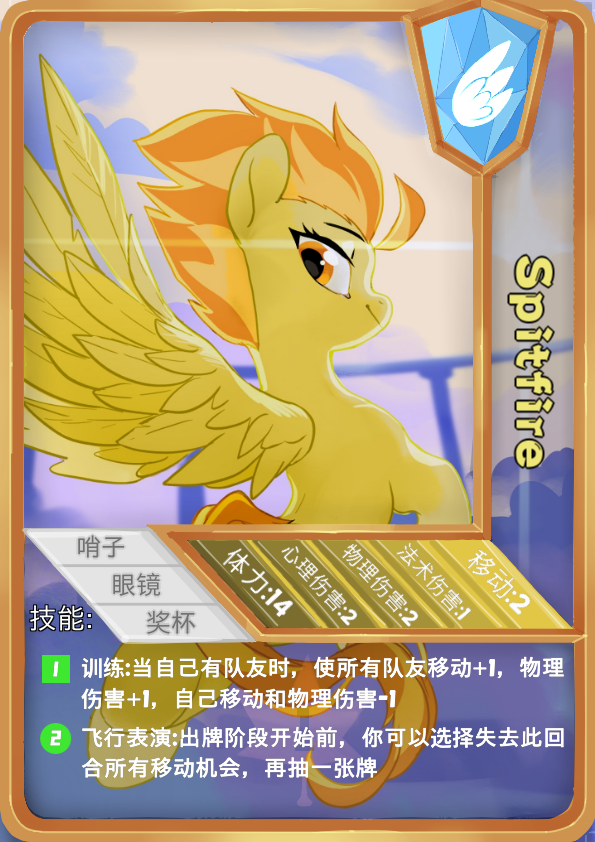 Spitfire
哨子
眼镜
奖杯
体力:14
心理伤害:2
物理伤害:2
法术伤害:1
移动:2
技能:
1 训练:当自己有队友时，使所有队友移动+1，物理
伤害+1，自己移动和物理伤害-1
2 飞行表演:出牌阶段开始前，你可以选择失去此回
合所有移动机会，再抽一张牌